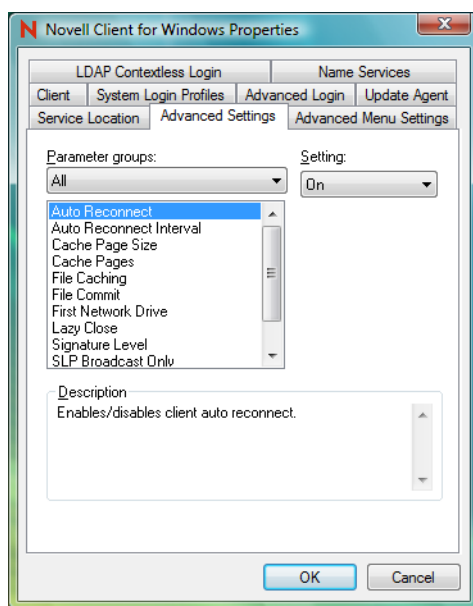 Novell Client for Windows Properties
LDAP Contextless Login Name Services
Client System Login Profiles Advanced Login Update Agent
Service Location Advanced Settings Advanced Menu Settings
Parameter groups: Setting:
All On
Auto Reconnect
Auto Reconnect Interval
Cache Page Size
Cache Pages
File Caching
File Commit
First Network Drive
Lazy Close
Signature Level
SLP Broadcast Only
Description
Enables/disables client auto reconnect.
OK Cancel